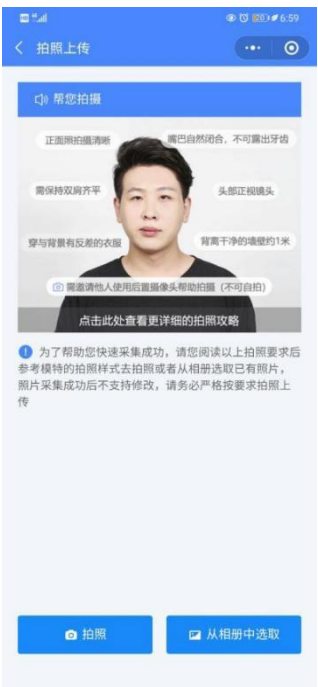 6:59
拍照上传
帮您拍摄
正面照拍摄清晰
嘴巴自然闭合，不可露出牙齿
需保持双肩齐平
头部正视镜头
穿与背景有反差的衣服
背离干净的墙壁约1米
需邀请他人使用后置摄像头帮助拍摄（不可自拍）
点击此处查看更详细的拍照攻略
为了帮助您快速采集成功，请您阅读以上拍照要求后
参考模特的拍照样式去拍照或者从相册选取已有照片，
照片采集成功后不支持修改，请务必严格按要求拍照上
传
拍照
从相册中选取